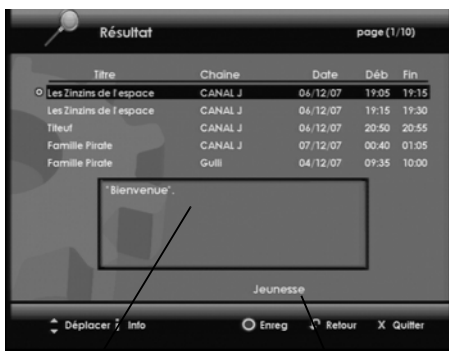 Résultat page (1/10)
Titre Chaîne Date Déb Fin
Les Zinzins de l'espace CANAL J 06/12/07 19:05 19:15
Les Zinzins de l'espace CANAL J 06/12/07 19:15 19:30
Titeuf CANAL J 06/12/07 20:50 20:55
Famille Pirate CANAL J 07/12/07 00:40 01:05
Famille Pirate Gulli 04/12/07 09:35 10:00
"Bienvenue".
Jeunesse
Déplacer i Info Enreg Retour X Quitter